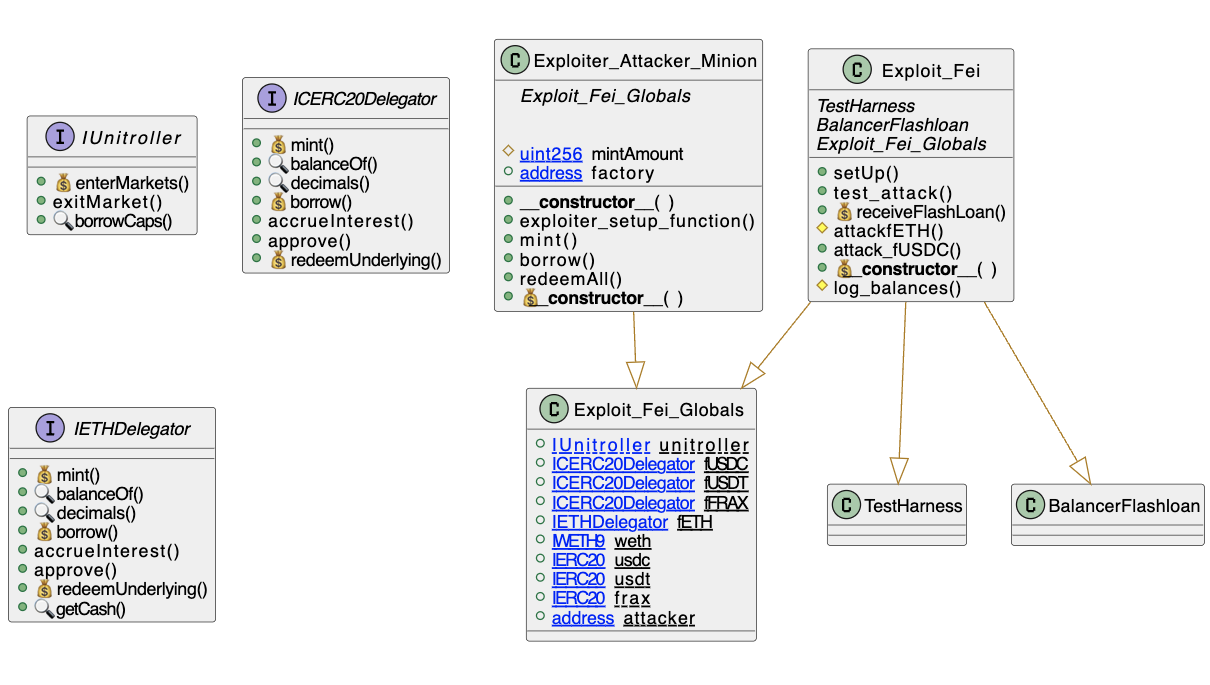 I IUnitroller
enterMarkets()
exitMarket()
borrowCaps()
I ICERC20Delegator
mint()
balanceOf()
decimals()
borrow()
accrueInterest()
approve()
redeemUnderlying()
C Exploiter_Attacker_Minion
Exploit_Fei_Globals
uint256 mintAmount
address factory
__constructor__( )
exploiter_setup_function()
mint()
borrow()
redeemAll()
__constructor__( )
C Exploit_Fei
TestHarness
BalancerFlashloan
Exploit_Fei_Globals
setUp()
test_attack()
receiveFlashLoan()
attackfETH()
attack_fUSDC()
__constructor__( )
log_balances()
I IETHDelegator
mint()
balanceOf()
decimals()
borrow()
accrueInterest()
approve()
redeemUnderlying()
getCash()
C Exploit_Fei_Globals
IUnitroller unitroller
ICERC20Delegator fUSDC
ICERC20Delegator fUSDT
ICERC20Delegator fFRAX
IETHDelegator fETH
IWETH9 weth
IERC20 usdc
IERC20 usdt
IERC20 frax
address attacker
C TestHarness
C BalancerFlashloan